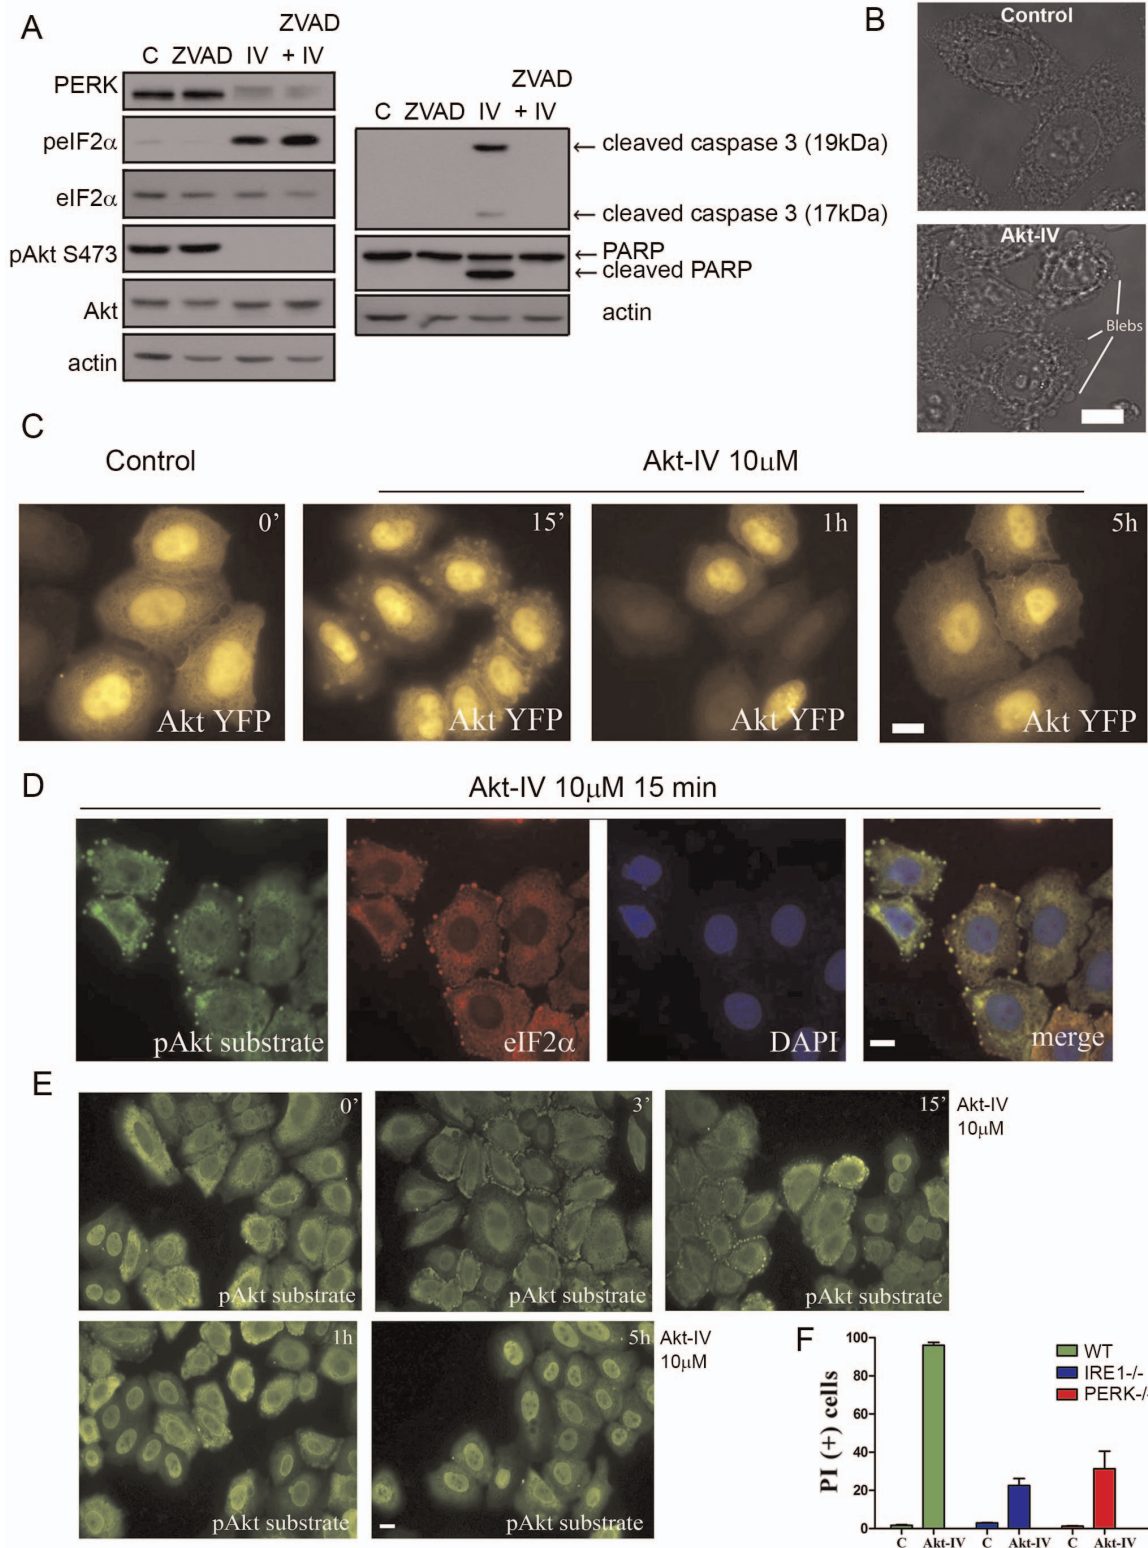 A
C ZVAD IV ZVAD + IV
PERK
peIF2α
eIF2α
pAkt S473
Akt
actin
C ZVAD IV ZVAD + IV
← cleaved caspase 3 (19kDa)
← cleaved caspase 3 (17kDa)
← PARP
← cleaved PARP
actin
B
Control
Akt-IV
Blebs
C
Control
Akt-IV 10μM
0' 15' 1h 5h
Akt YFP Akt YFP Akt YFP Akt YFP
D
Akt-IV 10μM 15 min
pAkt substrate eIF2α DAPI merge
E
0' 3' 15' Akt-IV
10μM
pAkt substrate pAkt substrate pAkt substrate
1h 5h Akt-IV
10μM
pAkt substrate pAkt substrate
F
PI (+) cells
100
80
60
40
20
0
WT
IRE1-/-
PERK-/-
C Akt-IV C Akt-IV C Akt-IV